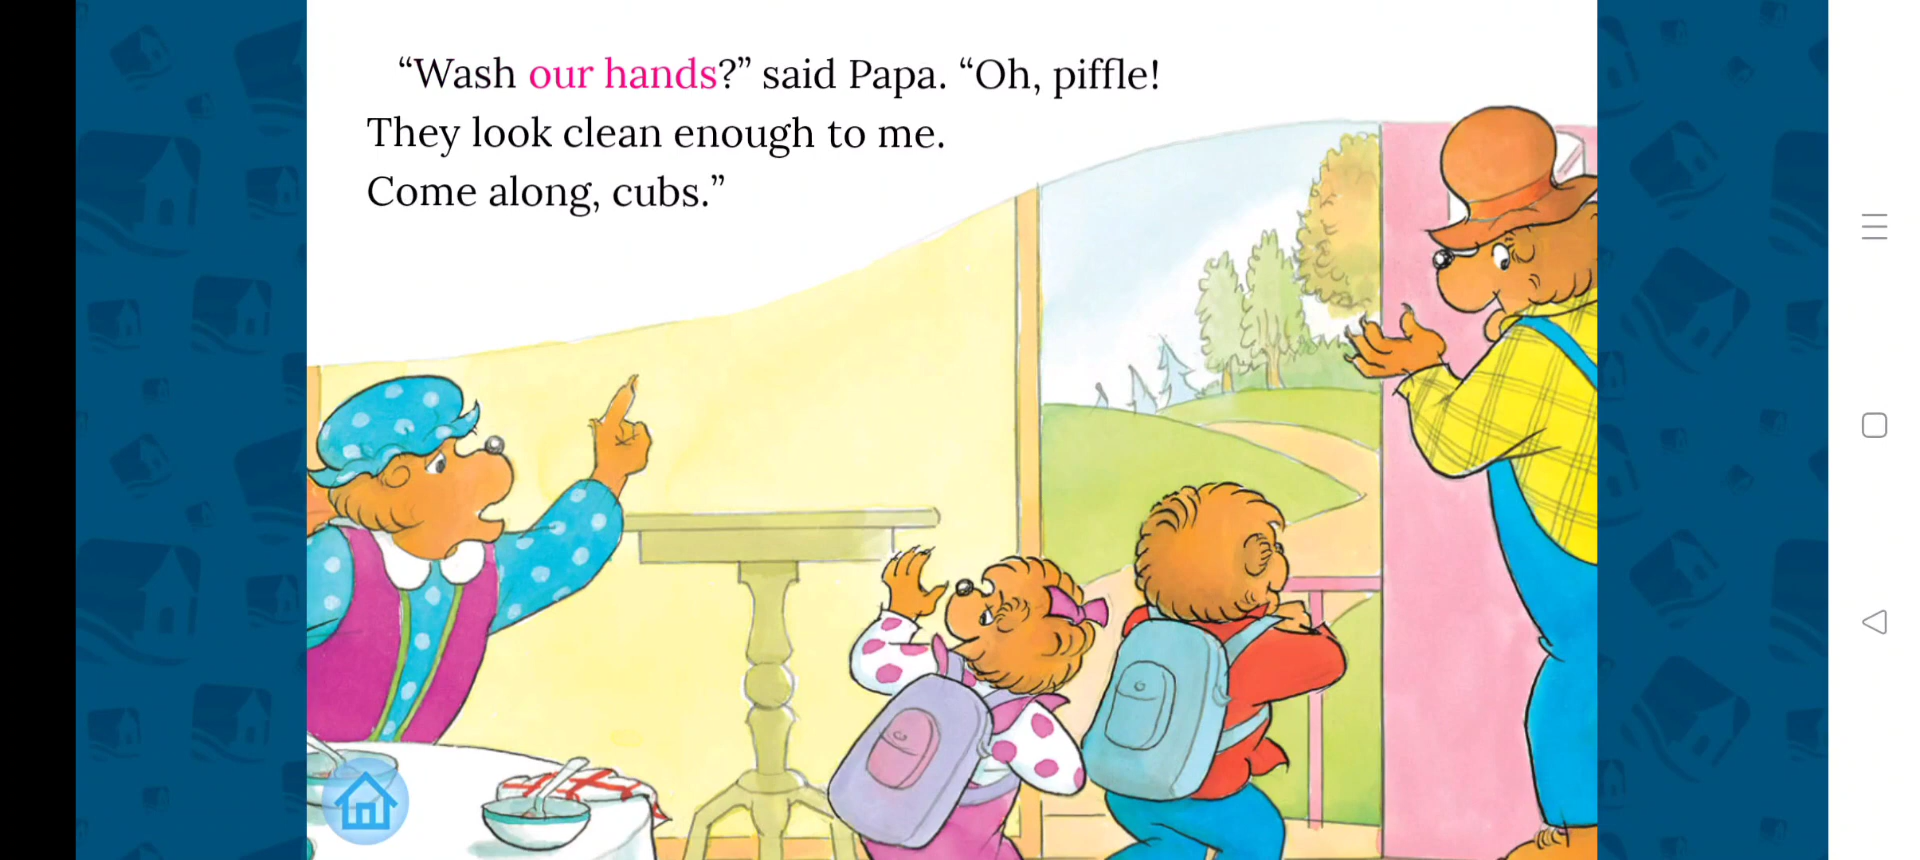 “Wash our hands?” said Papa. “Oh, piffle!
They look clean enough to me.
Come along, cubs.”